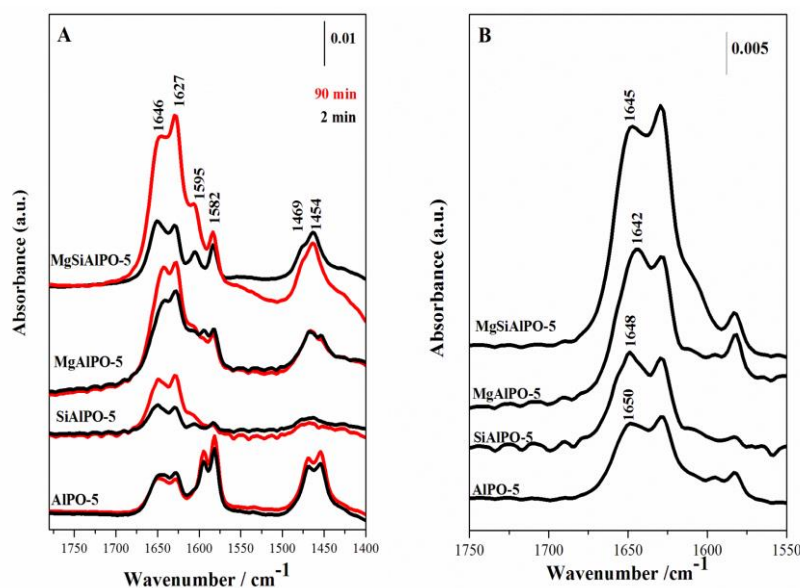 A
0.01
90 min
2 min
1646
1627
1595
1582
1469
1454
MgSiAlPO-5
MgAlPO-5
SiAlPO-5
AlPO-5
Absorbance (a.u.)
1750 1700 1650 1600 1550 1500 1450 1400
Wavenumber / cm-1
B
0.005
1645
1642
1648
1650
MgSiAlPO-5
MgAlPO-5
SiAlPO-5
AlPO-5
Absorbance (a.u.)
1750 1700 1650 1600 1550
Wavenumber / cm-1